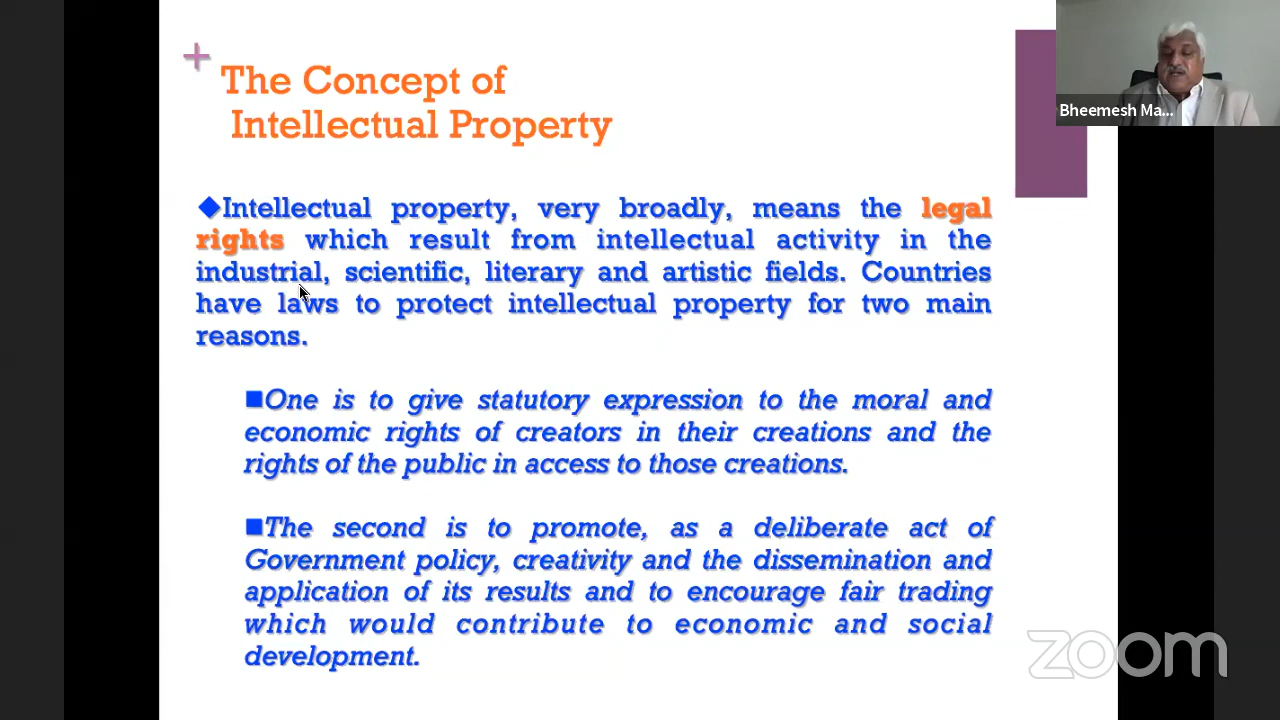 +
The Concept of
Intellectual Property
Bheemesh Ma...
◆Intellectual property, very broadly, means the legal
rights which result from intellectual activity in the
industrial, scientific, literary and artistic fields. Countries
have laws to protect intellectual property for two main
reasons.
■One is to give statutory expression to the moral and
economic rights of creators in their creations and the
rights of the public in access to those creations.
■The second is to promote, as a deliberate act of
Government policy, creativity and the dissemination and
application of its results and to encourage fair trading
which would contribute to economic and social
development.
zoom